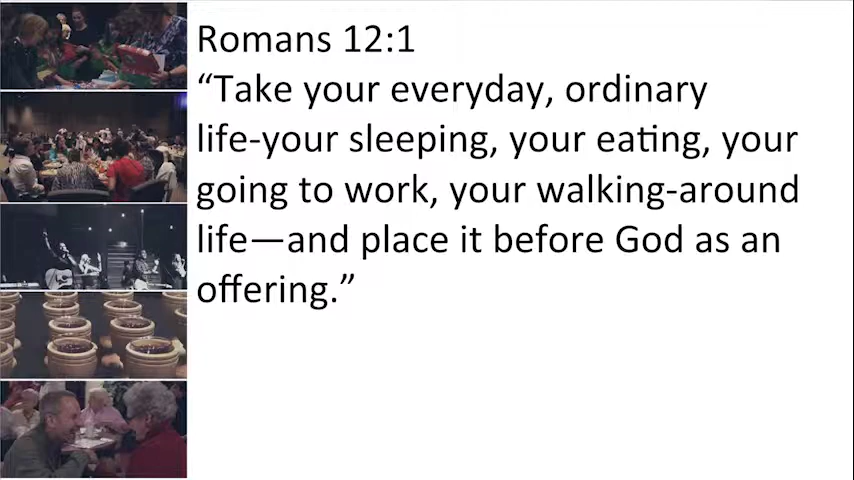 Romans 12:1
“Take your everyday, ordinary
life-your sleeping, your eating, your
going to work, your walking-around
life—and place it before God as an
offering.”